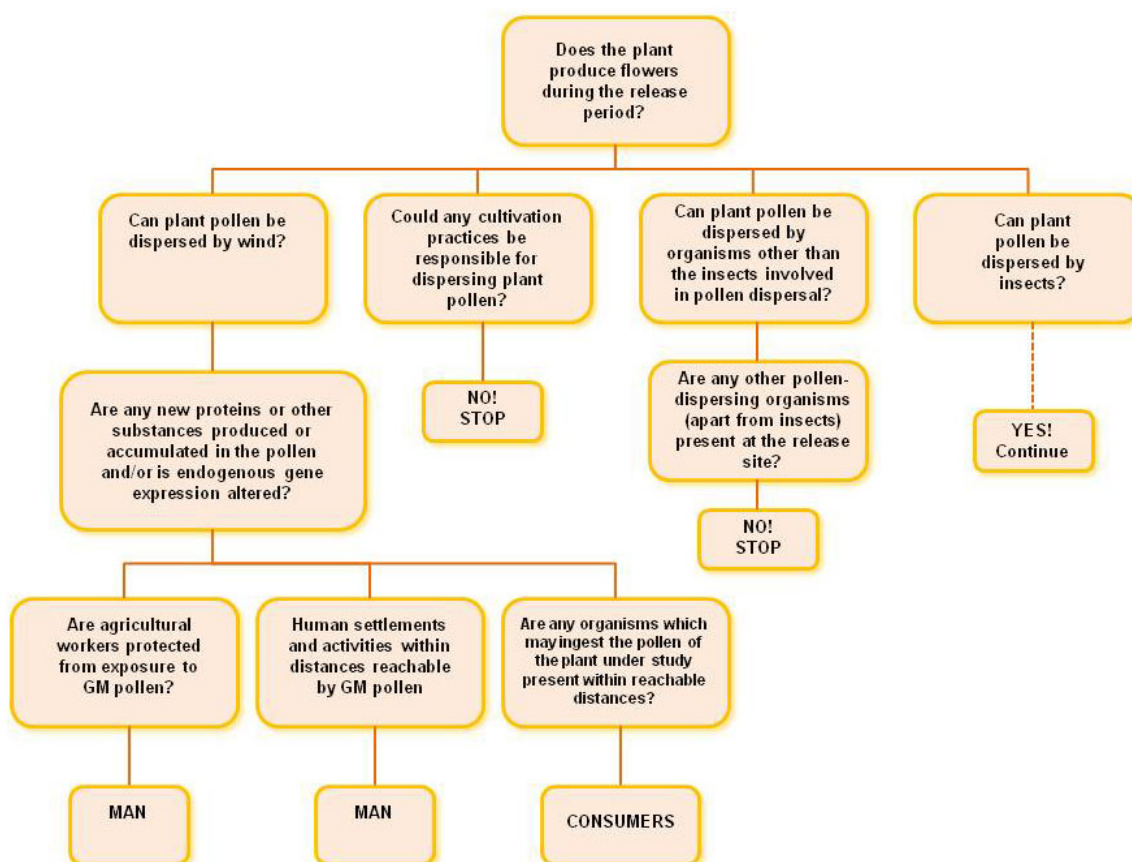 Does the plant
produce flowers
during the release
period?
Can plant pollen be
dispersed by wind?
Could any cultivation
practices be
responsible for
dispersing plant
pollen?
Can plant pollen be
dispersed by
organisms other than
the insects involved
in pollen dispersal?
Can plant
pollen be
dispersed by
insects?
Are any new proteins or other
substances produced or
accumulated in the pollen
and/or is endogenous gene
expression altered?
NO!
STOP
Are any other pollen-
dispersing organisms
(apart from insects)
present at the release
site?
YES!
Continue
NO!
STOP
Are agricultural
workers protected
from exposure to
GM pollen?
Human settlements
and activities within
distances reachable
by GM pollen
Are any organisms which
may ingest the pollen of
the plant under study
present within reachable
distances?
MAN
MAN
CONSUMERS